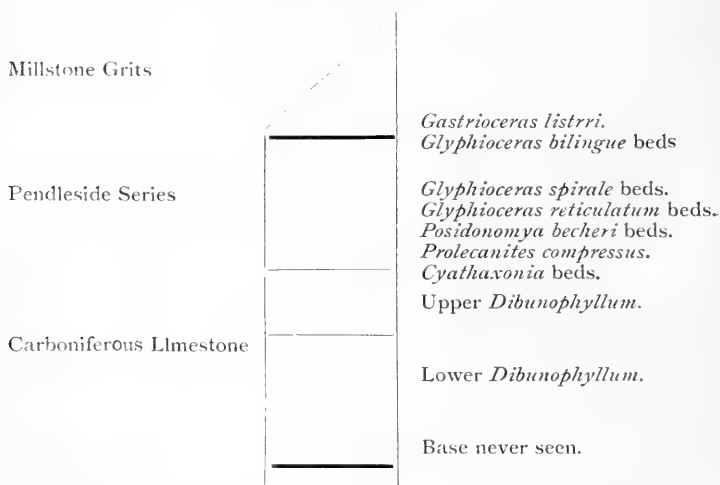 Millstone Grits
Gastrioceras listrri.
Glyphioceras bilingue beds
Pendleside Series
Glyphioceras spirale beds.
Glyphioceras reticulatum beds.
Posidonomya becheri beds.
Prolecanites compressus.
Cyathaxonia beds.
Upper Dibunophyllum.
Carboniferous LImestone
Lower Dibunophyllum.
Base never seen.